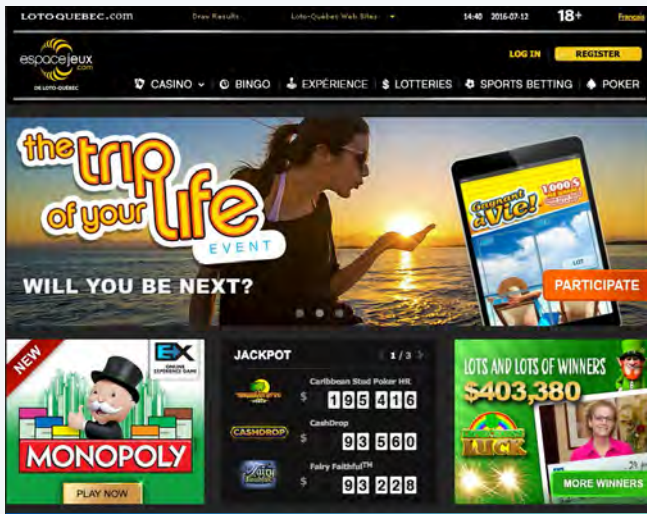 LOTOQUEBEC.com
Draw Results
Loto-Québec Web Sites
14:40 2016-07-12
18+
Français
espacejeux
.com
DE LOTO-QUÉBEC
LOG IN
REGISTER
CASINO
BINGO
EXPÉRIENCE
$ LOTTERIES
SPORTS BETTING
POKER
the trip
of your life
EVENT
WILL YOU BE NEXT?
Gagnant
à Vie!
1,000$
LOT
PARTICIPATE
NEW
EX
ONLINE
EXPERIENCE GAME
MONOPOLY
PLAY NOW
JACKPOT
1 / 3
Caribbean Stud Poker HR
$ 195 416
CASHDROP
CashDrop
$ 93 560
Fairy Faithful™
$ 93 228
LOTS AND LOTS OF WINNERS
$403,380
LUCK
MORE WINNERS